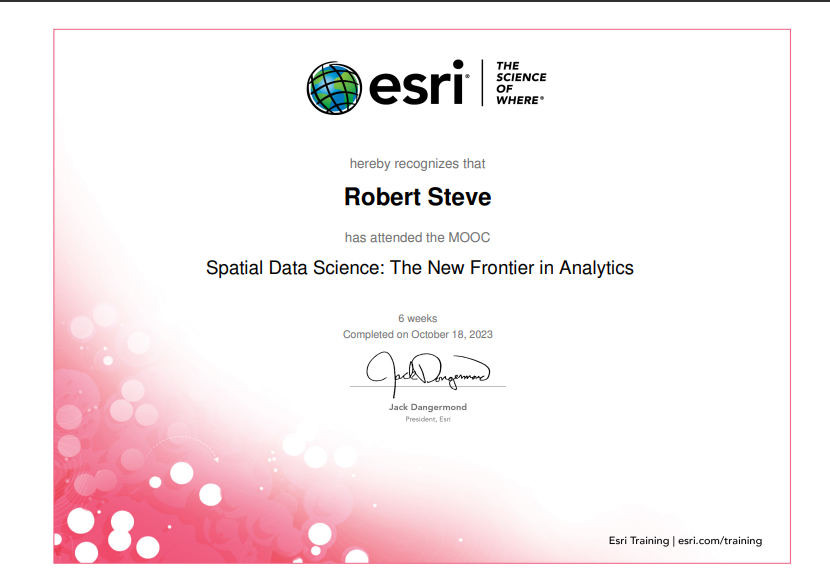 esri®
THE
SCIENCE
OF
WHERE®
hereby recognizes that
Robert Steve
has attended the MOOC
Spatial Data Science: The New Frontier in Analytics
6 weeks
Completed on October 18, 2023
Jack Dangermond
Jack Dangermond
President, Esri
Esri Training | esri.com/training